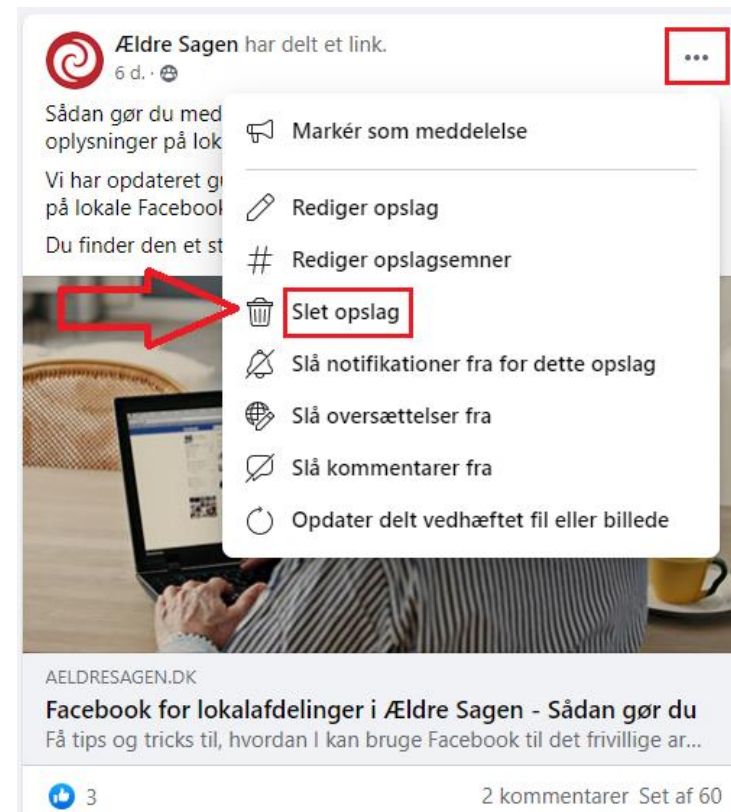 Ældre Sagen har delt et link.
6 d. ·
Sådan gør du med
oplysninger på lok
Vi har opdateret g
på lokale Facebook
Du finder den et st
Markér som meddelelse
Rediger opslag
Rediger opslagsemner
Slet opslag
Slå notifikationer fra for dette opslag
Slå oversættelser fra
Slå kommentarer fra
Opdater delt vedhæftet fil eller billede
AELDRESAGEN.DK
Facebook for lokalafdelinger i Ældre Sagen - Sådan gør du
Få tips og tricks til, hvordan I kan bruge Facebook til det frivillige ar...
3
2 kommentarer Set af 60